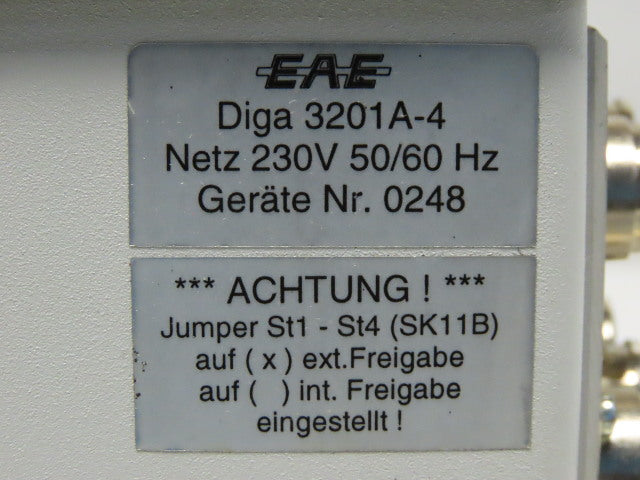 EAE
Diga 3201A-4
Netz 230V 50/60 Hz
Geräte Nr. 0248
*** ACHTUNG ! ***
Jumper St1 - St4 (SK11B)
auf ( x ) ext.Freigabe
auf (  ) int. Freigabe
eingestellt !